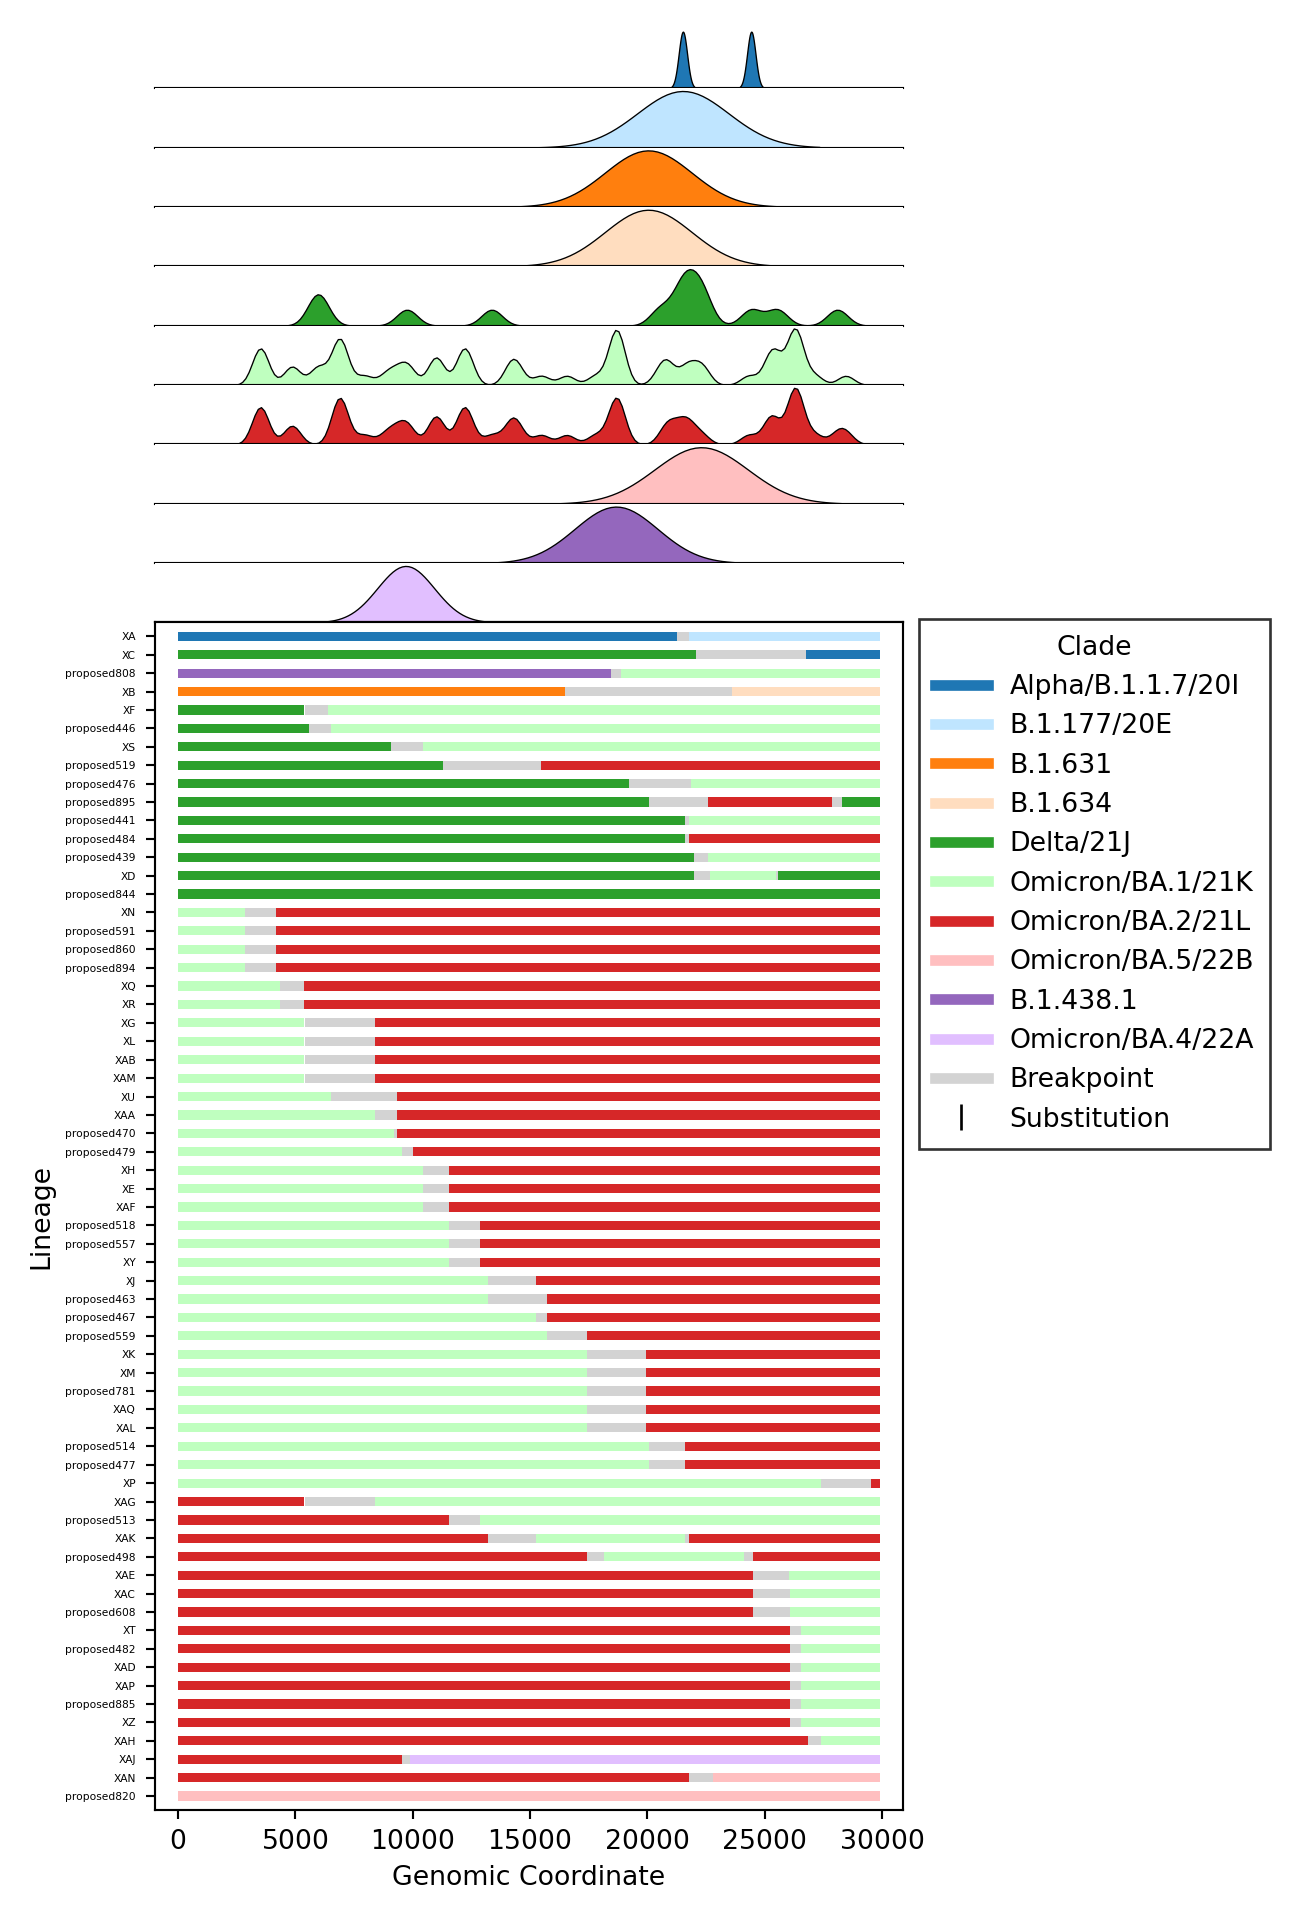 XA
XC
proposed808
XB
XF
proposed446
XS
proposed519
proposed476
proposed895
proposed441
proposed484
proposed439
XD
proposed844
XN
proposed591
proposed860
proposed894
XQ
XR
XG
XL
XAB
XAM
XU
XAA
proposed470
proposed479
XH
XE
XAF
proposed518
proposed557
XY
XJ
proposed463
proposed467
proposed559
XK
XM
proposed781
XAQ
XAL
proposed514
proposed477
XP
XAG
proposed513
XAK
proposed498
XAE
XAC
proposed608
XT
proposed482
XAD
XAP
proposed885
XZ
XAH
XAJ
XAN
proposed820
Lineage
0 5000 10000 15000 20000 25000 30000
Genomic Coordinate
Clade
Alpha/B.1.1.7/20I
B.1.177/20E
B.1.631
B.1.634
Delta/21J
Omicron/BA.1/21K
Omicron/BA.2/21L
Omicron/BA.5/22B
B.1.438.1
Omicron/BA.4/22A
Breakpoint
Substitution